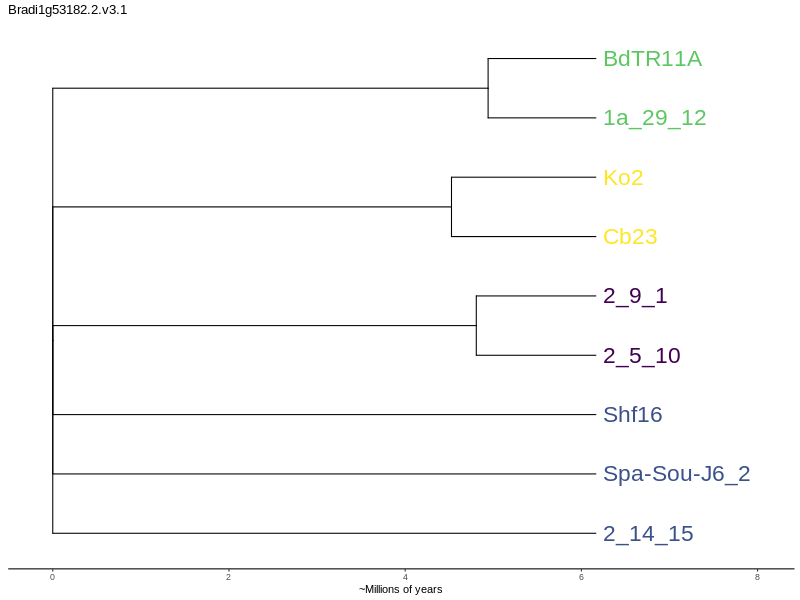 Bradi1g53182.2.v3.1
BdTR11A
1a_29_12
Ko2
Cb23
2_9_1
2_5_10
Shf16
Spa-Sou-J6_2
2_14_15
0 2 4 6 8
~Millions of years